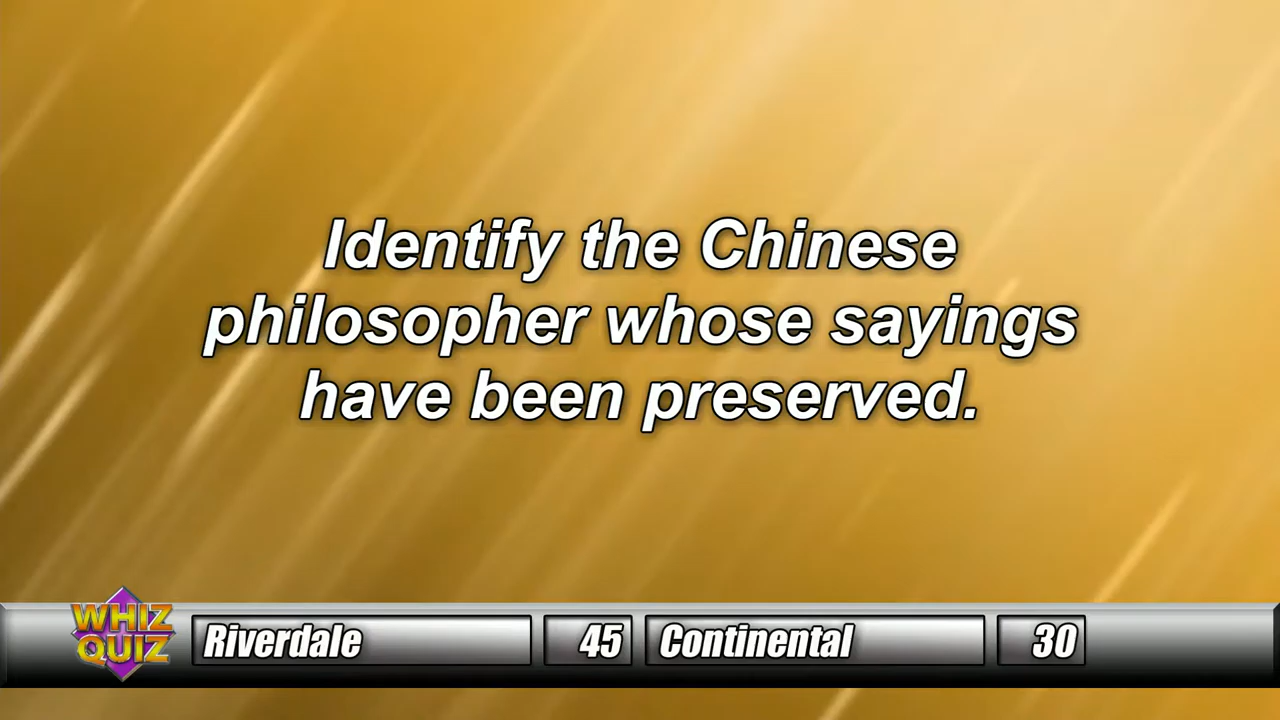 Identify the Chinese
philosopher whose sayings
have been preserved.
WHIZ
QUIZ
Riverdale 45 Continental 30